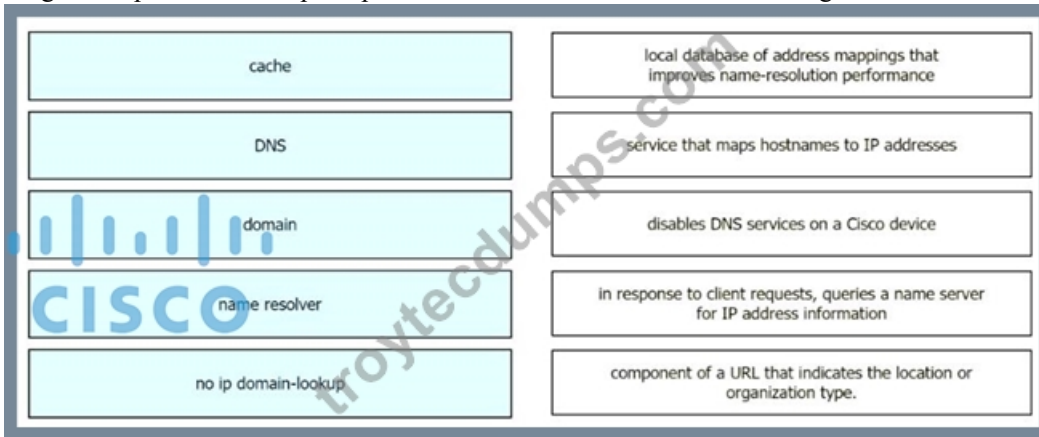 cache
local database of address mappings that
improves name-resolution performance
DNS
service that maps hostnames to IP addresses
domain
disables DNS services on a Cisco device
CISCO
name resolver
in response to client requests, queries a name server
for IP address information
no ip domain-lookup
component of a URL that indicates the location or
organization type.
troytecdumps.com